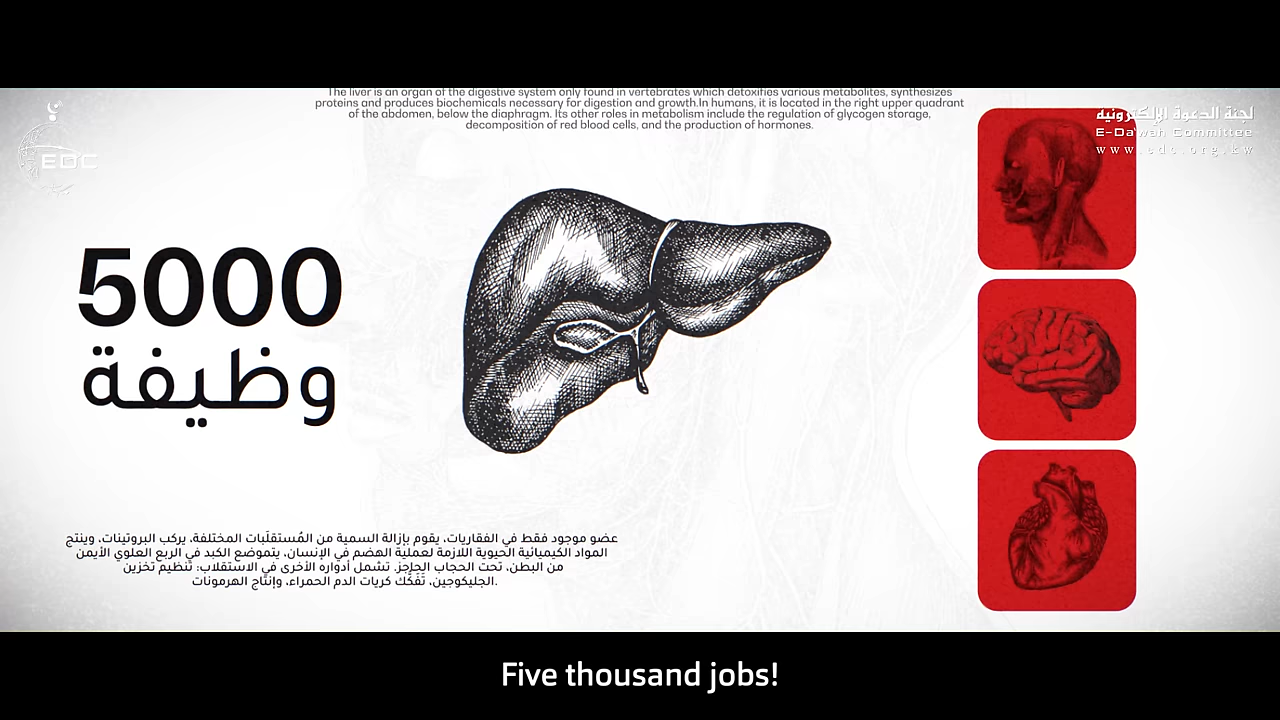 The liver is an organ of the digestive system only found in vertebrates which detoxifies various metabolites, synthesizes
proteins and produces biochemicals necessary for digestion and growth.In humans, it is located in the right upper quadrant
of the abdomen, below the diaphragm. Its other roles in metabolism include the regulation of glycogen storage,
decomposition of red blood cells, and the production of hormones.
لجنة الدعوة الإلكترونية
E-Da'wah Committee
www.edc.org.kw
EDC
5000
وظيفة
عضو موجود فقط في الفقاريات، يقوم بإزالة السمية من المُستقلَبات المختلفة، يركب البروتينات، وينتج
المواد الكيميائية الحيوية اللازمة لعملية الهضم في الإنسان، يتموضع الكبد في الربع العلوي الأيمن
من البطن، تحت الحجاب الحاجز. تشمل أدواره الأخرى في الاستقلاب: تنظيم تخزين
الجليكوجين، تَفَكُّك كريات الدم الحمراء، وإنتاج الهرمونات.
Five thousand jobs!